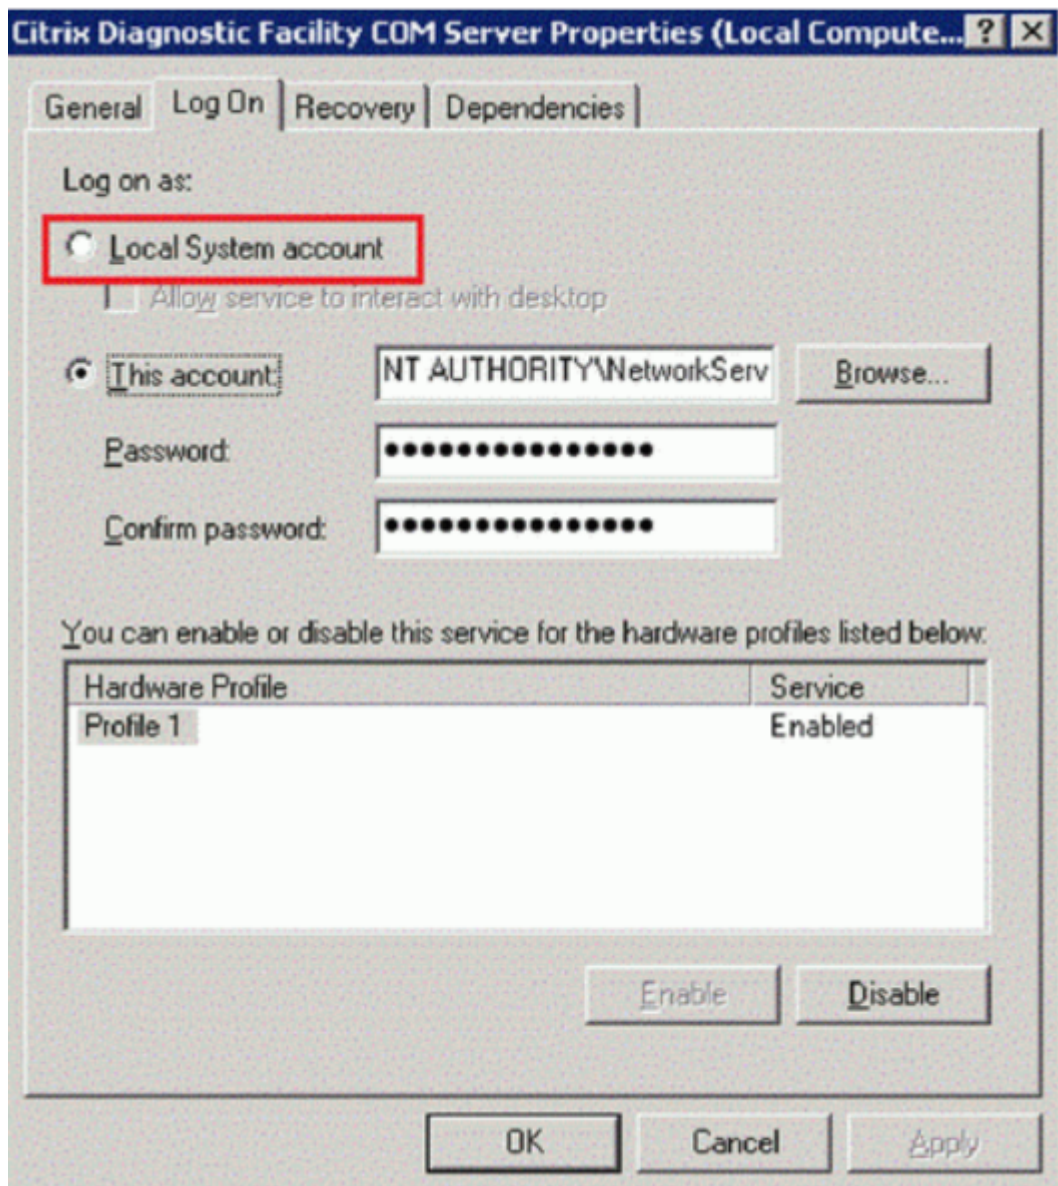 Citrix Diagnostic Facility COM Server Properties (Local Compute...
General Log On Recovery Dependencies
Log on as:
Local System account
Allow service to interact with desktop
This account: NT AUTHORITY\NetworkServ Browse...
Password: ●●●●●●●●●●●●●●●
Confirm password: ●●●●●●●●●●●●●●●
You can enable or disable this service for the hardware profiles listed below:
Hardware Profile Service
Profile 1 Enabled
Enable Disable
OK Cancel Apply